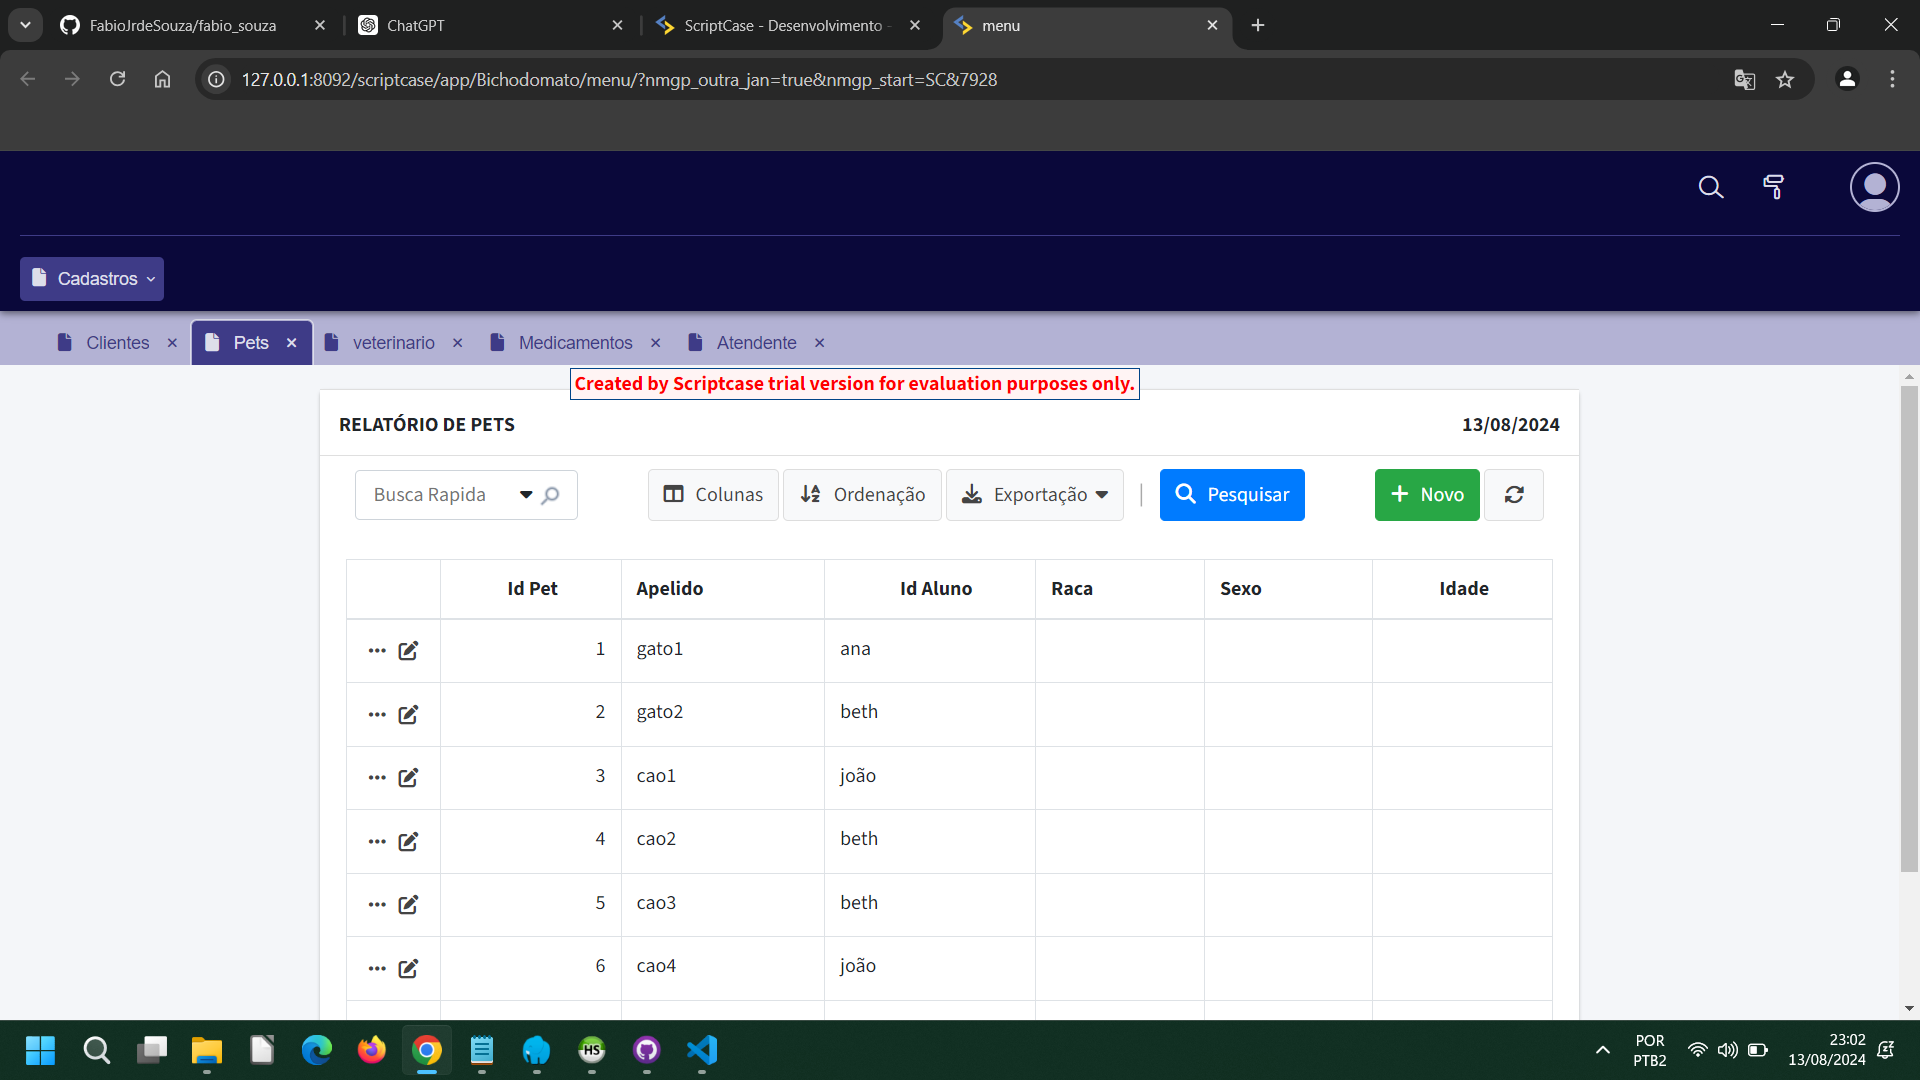 FabioJrdeSouza/fabio_souza
ChatGPT
ScriptCase - Desenvolvimento -
menu
127.0.0.1:8092/scriptcase/app/Bichodomato/menu/?nmgp_outra_jan=true&nmgp_start=SC&7928
Cadastros
Clientes
Pets
veterinario
Medicamentos
Atendente
Created by Scriptcase trial version for evaluation purposes only.
RELATÓRIO DE PETS 13/08/2024
Busca Rapida
Colunas
Ordenação
Exportação
Pesquisar
Novo
Id Pet Apelido Id Aluno Raca Sexo Idade
1 gato1 ana
2 gato2 beth
3 cao1 joão
4 cao2 beth
5 cao3 beth
6 cao4 joão
HS
POR
PTB2
23:02
13/08/2024